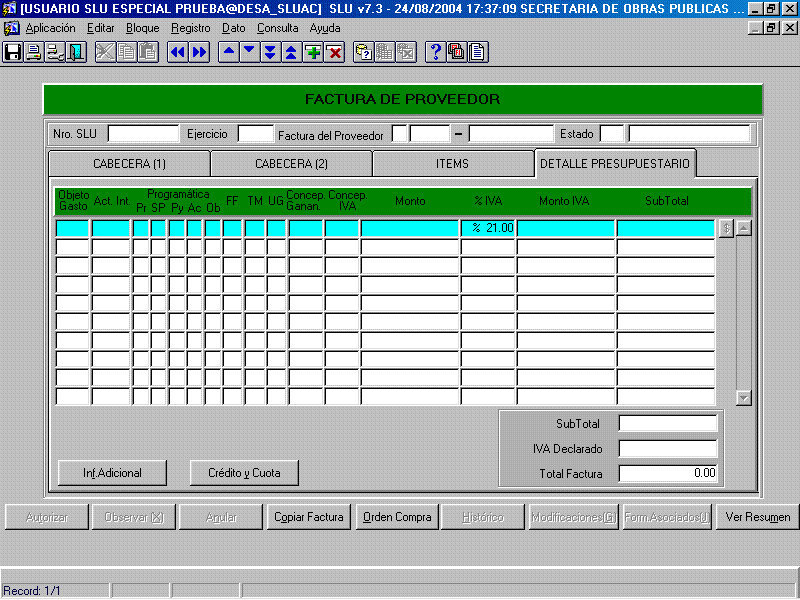 [USUARIO SLU ESPECIAL PRUEBA@DESA_SLUAC] SLU v7.3 - 24/08/2004 17:37:09 SECRETARIA DE OBRAS PUBLICAS ...
Aplicación Editar Bloque Registro Dato Consulta Ayuda
FACTURA DE PROVEEDOR
Nro. SLU Ejercicio Factura del Proveedor – Estado
CABECERA (1) CABECERA (2) ITEMS DETALLE PRESUPUESTARIO
Objeto Programática Concep. Concep.
Gasto Act. Int. Pr SP Py Ac Ob FF TM UG Ganan. IVA Monto % IVA Monto IVA SubTotal
% 21.00 $
SubTotal
IVA Declarado
Inf.Adicional Crédito y Cuota Total Factura 0.00
Autorizar Observar (X) Anular Copiar Factura Orden Compra Histórico Modificaciones(G) Form.Asociados(J) Ver Resumen
Record: 1/1